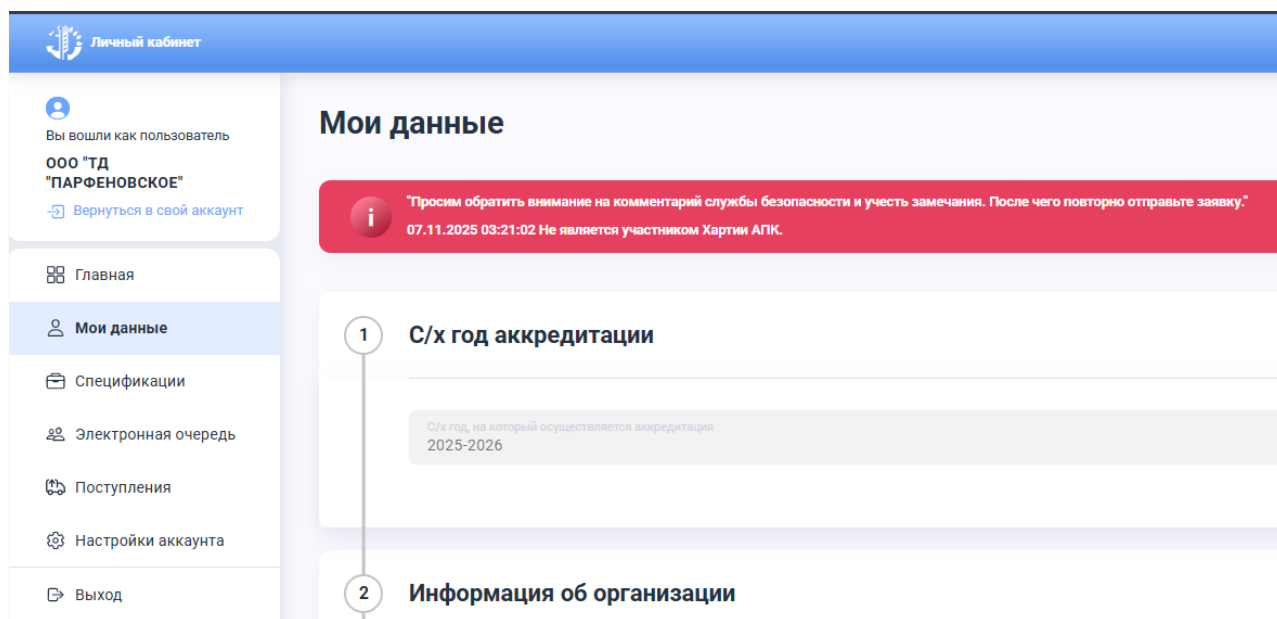 Личный кабинет
Вы вошли как пользователь
ООО "ТД
"ПАРФЕНОВСКОЕ"
Вернуться в свой аккаунт
Главная
Мои данные
Спецификации
Электронная очередь
Поступления
Настройки аккаунта
Выход
Мои данные
"Просим обратить внимание на комментарий службы безопасности и учесть замечания. После чего повторно отправьте заявку."
07.11.2025 03:21:02 Не является участником Хартии АПК.
1
С/х год аккредитации
С/х год, на который осуществляется аккредитация
2025-2026
2
Информация об организации